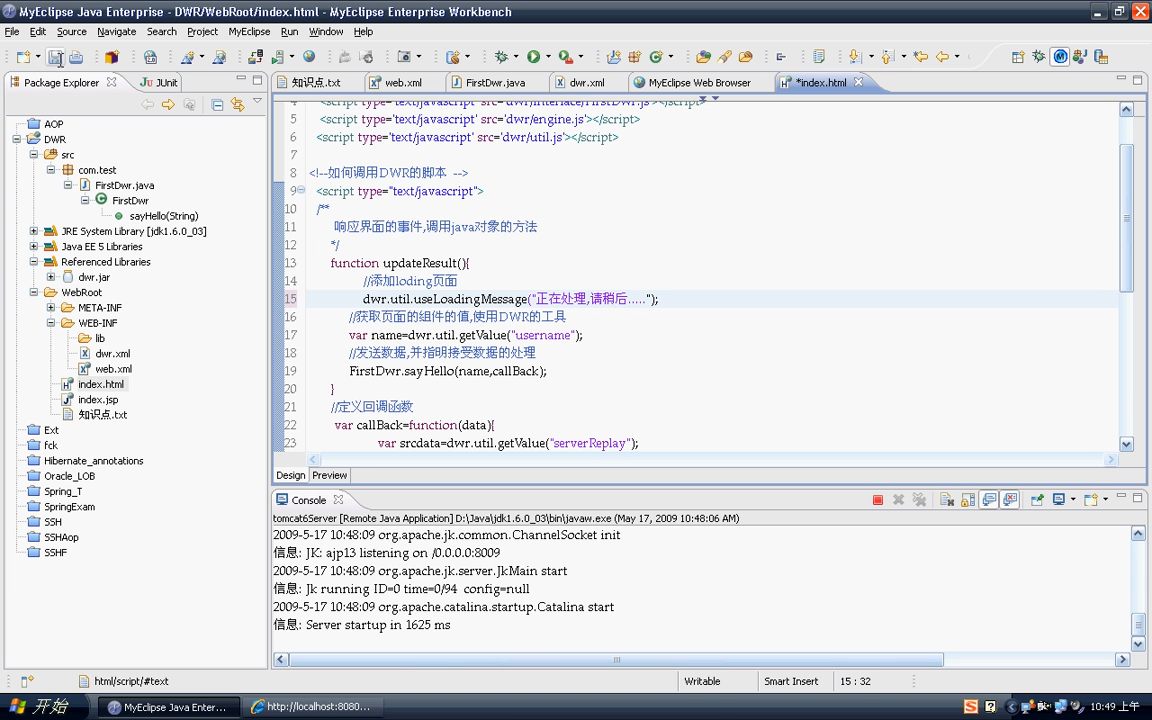 MyEclipse Java Enterprise - DWR/WebRoot/index.html - MyEclipse Enterprise Workbench
File Edit Source Navigate Search Project MyEclipse Run Window Help
Package Explorer JUnit
知识点.txt web.xml FirstDwr.java dwr.xml MyEclipse Web Browser *index.html
AOP
DWR
src
com.test
FirstDwr.java
FirstDwr
sayHello(String)
JRE System Library [jdk1.6.0_03]
Java EE 5 Libraries
Referenced Libraries
dwr.jar
WebRoot
META-INF
WEB-INF
lib
dwr.xml
web.xml
index.html
index.jsp
知识点.txt
Ext
fck
Hibernate_annotations
Oracle_LOB
Spring_T
SpringExam
SSH
SSHAop
SSHF
4 <script type='text/javascript' src='dwr/interface/FirstDwr.js'></script>
5 <script type='text/javascript' src='dwr/engine.js'></script>
6 <script type='text/javascript' src='dwr/util.js'></script>
7
8 <!--如何调用DWR的脚本 -->
9 <script type="text/javascript">
10 /**
11 响应界面的事件,调用java对象的方法
12 */
13 function updateResult(){
14 //添加loding页面
15 dwr.util.useLoadingMessage("正在处理,请稍后.....");
16 //获取页面的组件的值,使用DWR的工具
17 var name=dwr.util.getValue("username");
18 //发送数据,并指明接受数据的处理
19 FirstDwr.sayHello(name,callBack);
20 }
21 //定义回调函数
22 var callBack=function(data){
23 var srcdata=dwr.util.getValue("serverReplay");
Design Preview
Console
tomcat6Server [Remote Java Application] D:\Java\jdk1.6.0_03\bin\javaw.exe (May 17, 2009 10:48:06 AM)
2009-5-17 10:48:09 org.apache.jk.common.ChannelSocket init
信息: JK: ajp13 listening on /0.0.0.0:8009
2009-5-17 10:48:09 org.apache.jk.server.JkMain start
信息: Jk running ID=0 time=0/94 config=null
2009-5-17 10:48:09 org.apache.catalina.startup.Catalina start
信息: Server startup in 1625 ms
html/script/#text Writable Smart Insert 15 : 32
开始 MyEclipse Java Enter... http://localhost:8080... 10:49 上午